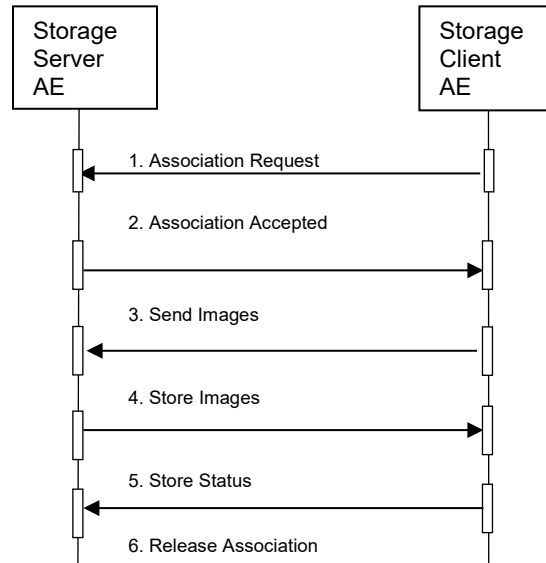 Storage
Server
AE
Storage
Client
AE
1. Association Request
2. Association Accepted
3. Send Images
4. Store Images
5. Store Status
6. Release Association